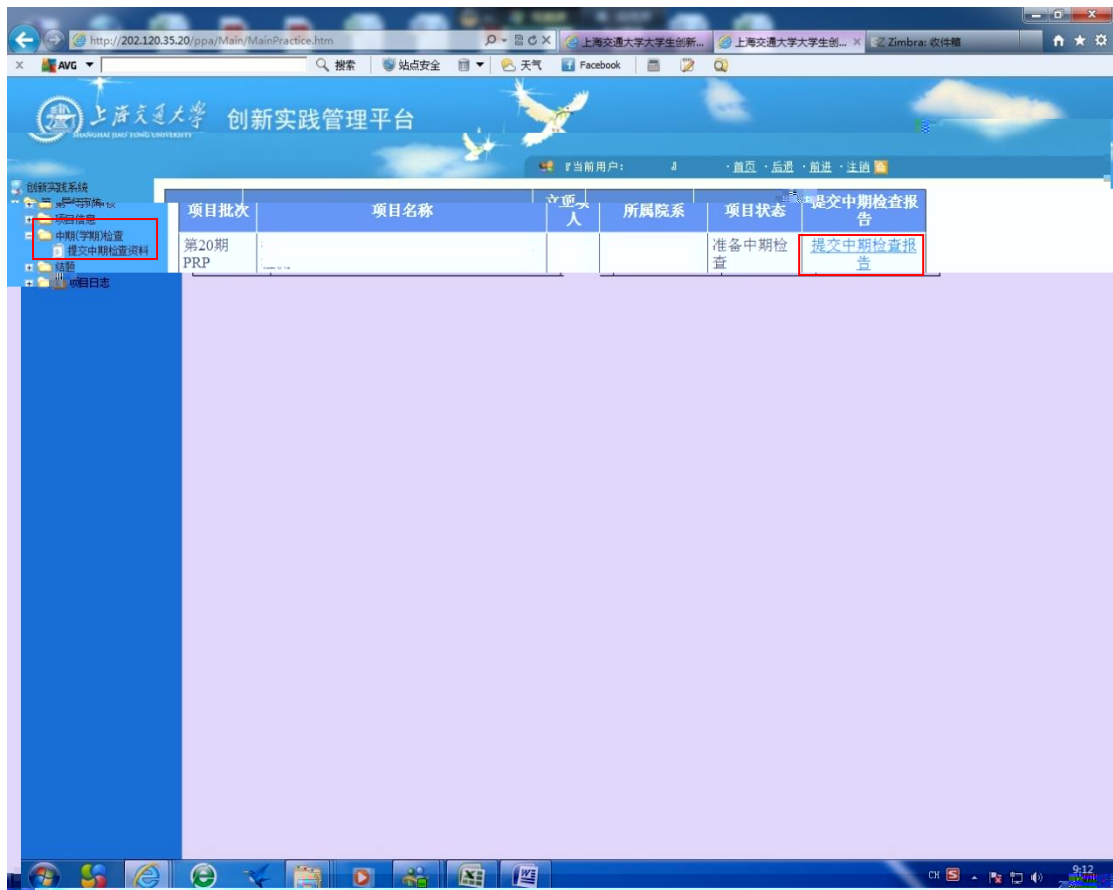 http://202.120.35.20/ppa/Main/MainPractice.htm
上海交通大学大学生创新...
上海交通大学大学生创...
Zimbra: 收件箱
AVG
搜索
站点安全
天气
Facebook
上海交通大学
SHANGHAI JIAO TONG UNIVERSITY
创新实践管理平台
当前用户:
·首页 ·后退 ·前进 ·注销
创新实践系统
项目信息
中期(学期)检查
提交中期检查资料
结题
项目日志
项目批次
项目名称
立项人
所属院系
项目状态
提交中期检查报
告
第20期
PRP
准备中期检
查
提交中期检查报
告
CH
9:12